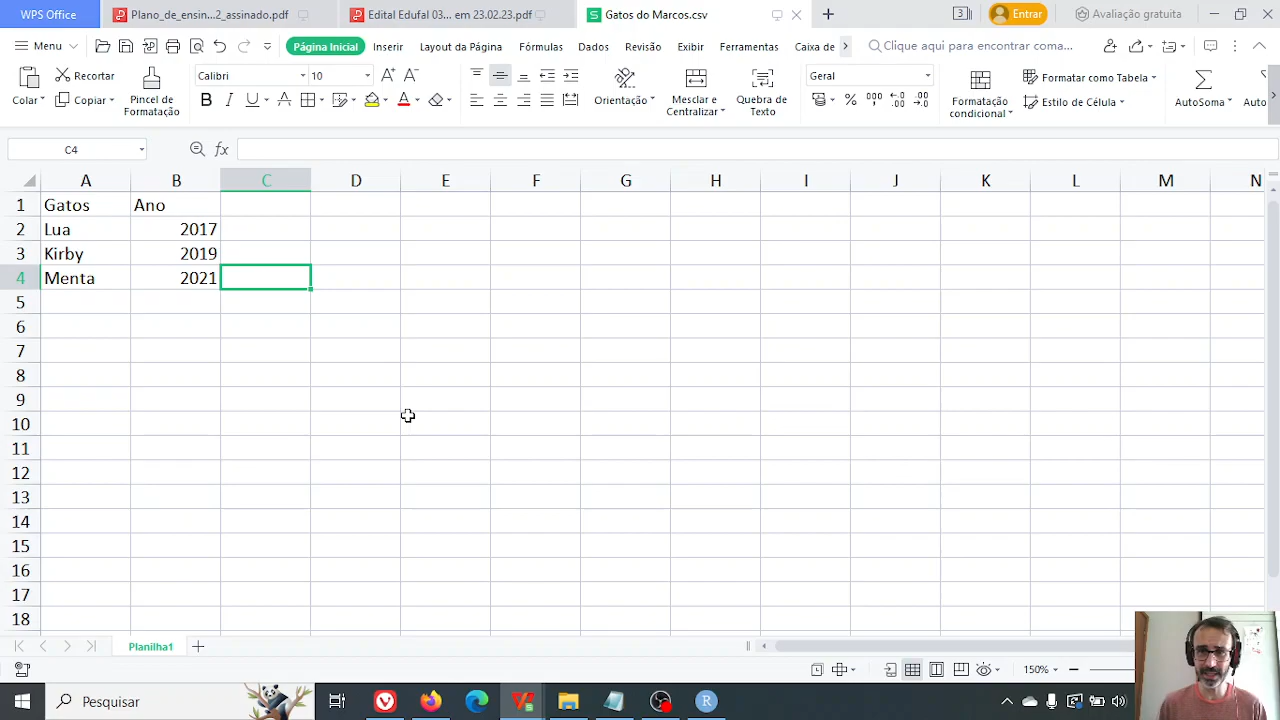 WPS Office
Plano_de_ensin...2_assinado.pdf
Edital Edufal 03... em 23.02.23.pdf
Gatos do Marcos.csv
3
Entrar
Avaliação gratuita
Menu
Página Inicial
Inserir
Layout da Página
Fórmulas
Dados
Revisão
Exibir
Ferramentas
Caixa de
Clique aqui para encontrar como...
Colar
Recortar
Copiar
Pincel de
Formatação
Calibri
10
Orientação
Mesclar e
Centralizar
Quebra de
Texto
Geral
Formatação
condicional
Formatar como Tabela
Estilo de Célula
AutoSoma
Auto
C4
fx
A B C D E F G H I J K L M N
1 Gatos Ano
2 Lua 2017
3 Kirby 2019
4 Menta 2021
5
6
7
8
9
10
11
12
13
14
15
16
17
18
Planilha1
150%
Pesquisar